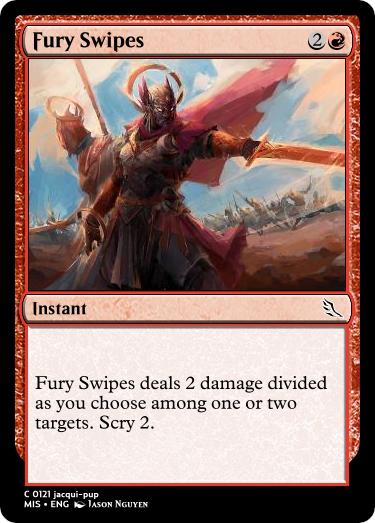 Fury Swipes 2
Instant
Fury Swipes deals 2 damage divided
as you choose among one or two
targets. Scry 2.
C 0121 jacqui-pup
MIS • ENG Jason Nguyen